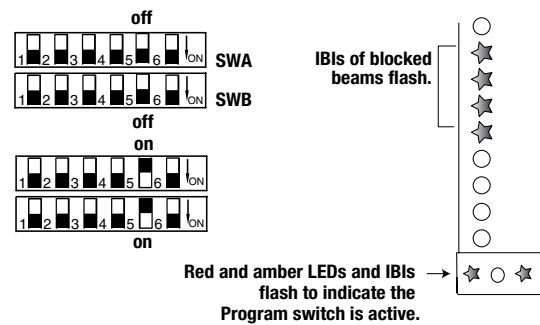 off
1 2 3 4 5 6 ON SWA
1 2 3 4 5 6 ON SWB
off
on
1 2 3 4 5 6 ON
1 2 3 4 5 6 ON
on
IBIs of blocked
beams flash.
Red and amber LEDs and IBIs
flash to indicate the
Program switch is active.